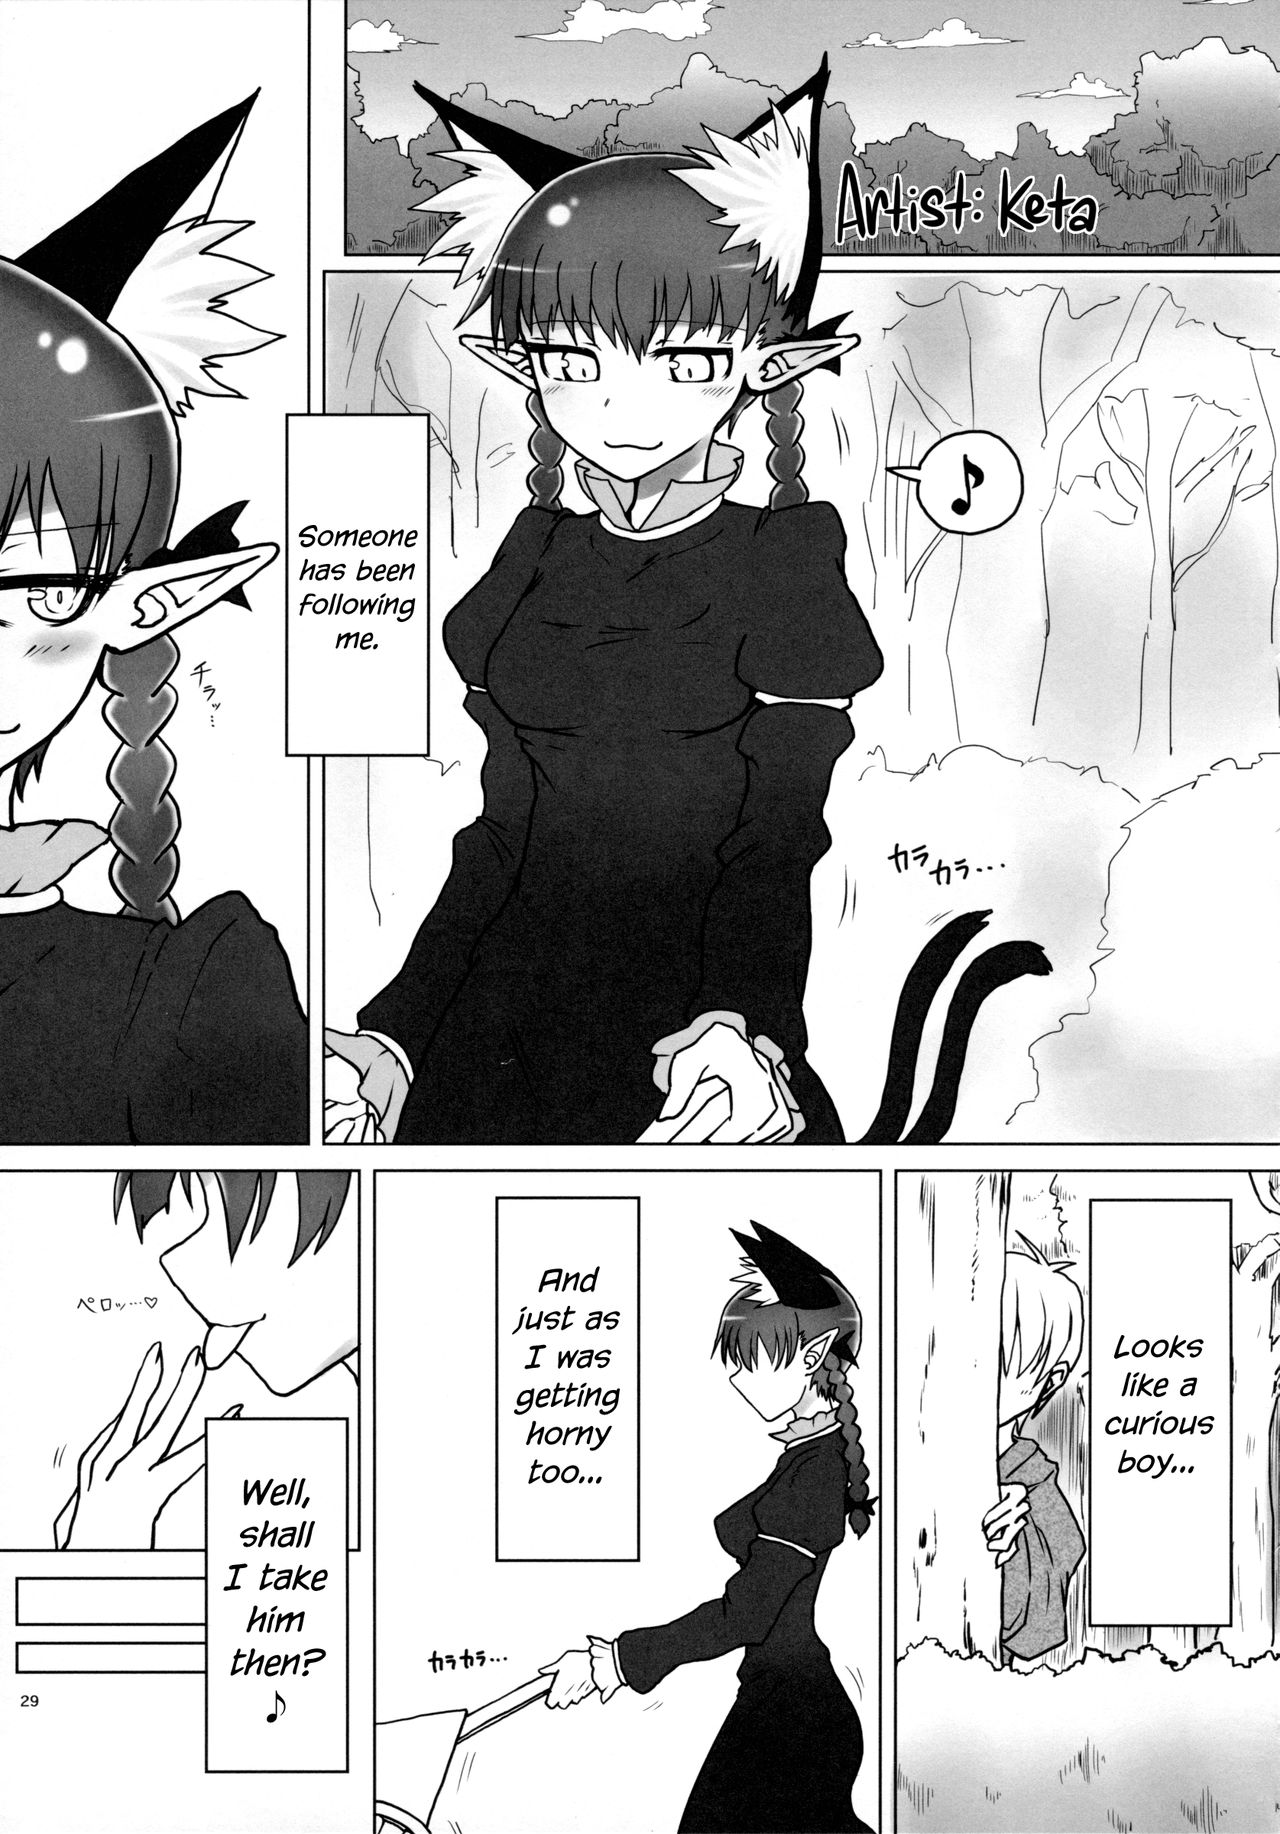 Artist: Keta
カラ
カラ...
Someone
has been
following
me.
チラッ...
Looks
like a
curious
boy...
And
just as
I was
getting
horny
too...
カラカラ...
ペロッ...♡
Well,
shall
I take
him
then?
♪
29